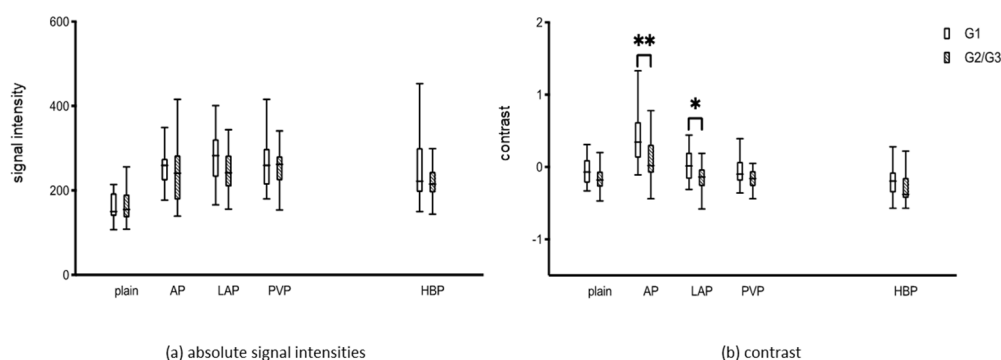 signal intensity
600
400
200
0
plain AP LAP PVP HBP
(a) absolute signal intensities
contrast
2
1
0
-1
** 
*
G1
G2/G3
plain AP LAP PVP HBP
(b) contrast